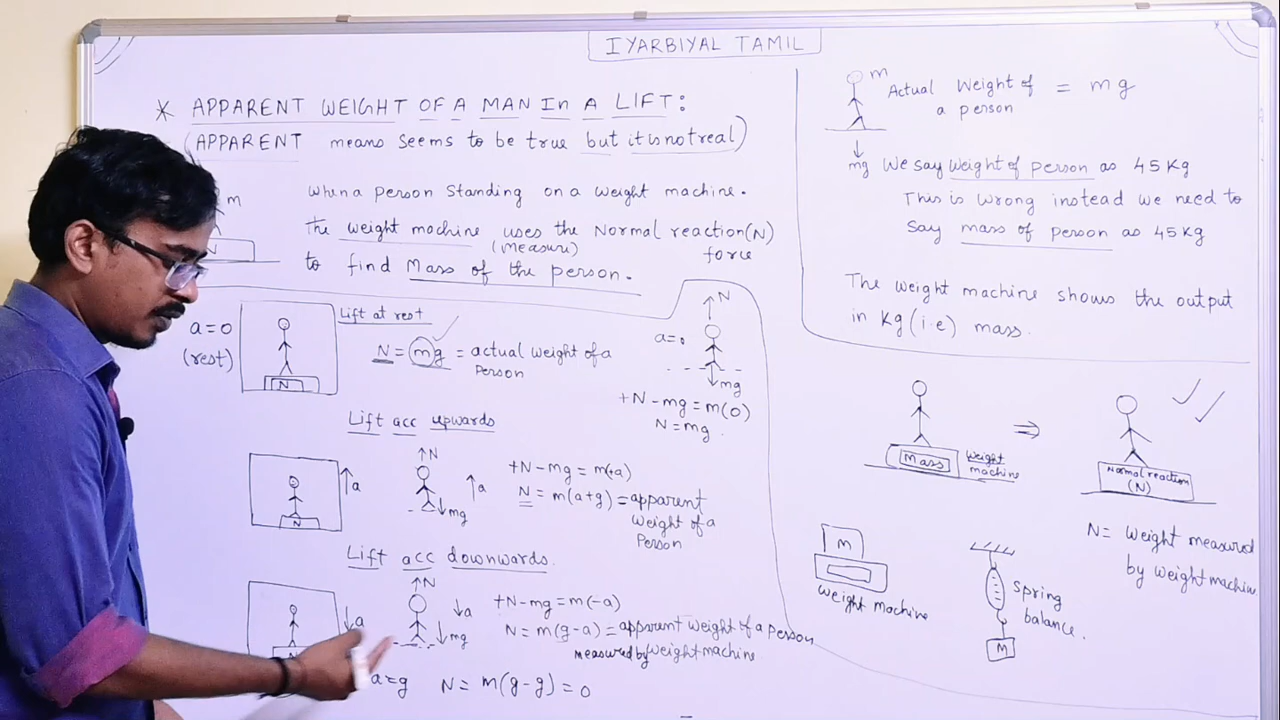 IYARBIYAL TAMIL
* APPARENT WEIGHT OF A MAN In A LIFT:
(APPARENT means seems to be true but it is not real)
m
N
when a person standing on a weight machine.
The weight machine uses the Normal reaction(N)
(measure) force
to find Mass of the person.
a=0
(rest)
N
Lift at rest
N = mg = actual weight of a
Person
N
a=0
mg
+N-mg=m(0)
N=mg.
Lift acc upwards
N
a
N
mg
a
+N-mg=m(+a)
N = m(a+g) = apparent
weight of a
Person
Lift acc downwards.
N
a
N
mg
a
+N-mg=m(-a)
N=m(g-a)=apparent weight of a person
measured by weight machine
a=g N= m(g-g)=0
m
mg
Actual Weight of = mg
a person
We say weight of person as 45Kg
This is wrong instead we need to
Say mass of person as 45Kg
The weight machine shows the output
in Kg(i.e) mass.
Mass
weight
machine
⇒
Normal reaction
(N)
N= Weight measured
by weight machine
M
weight machine
Spring
balance.
M